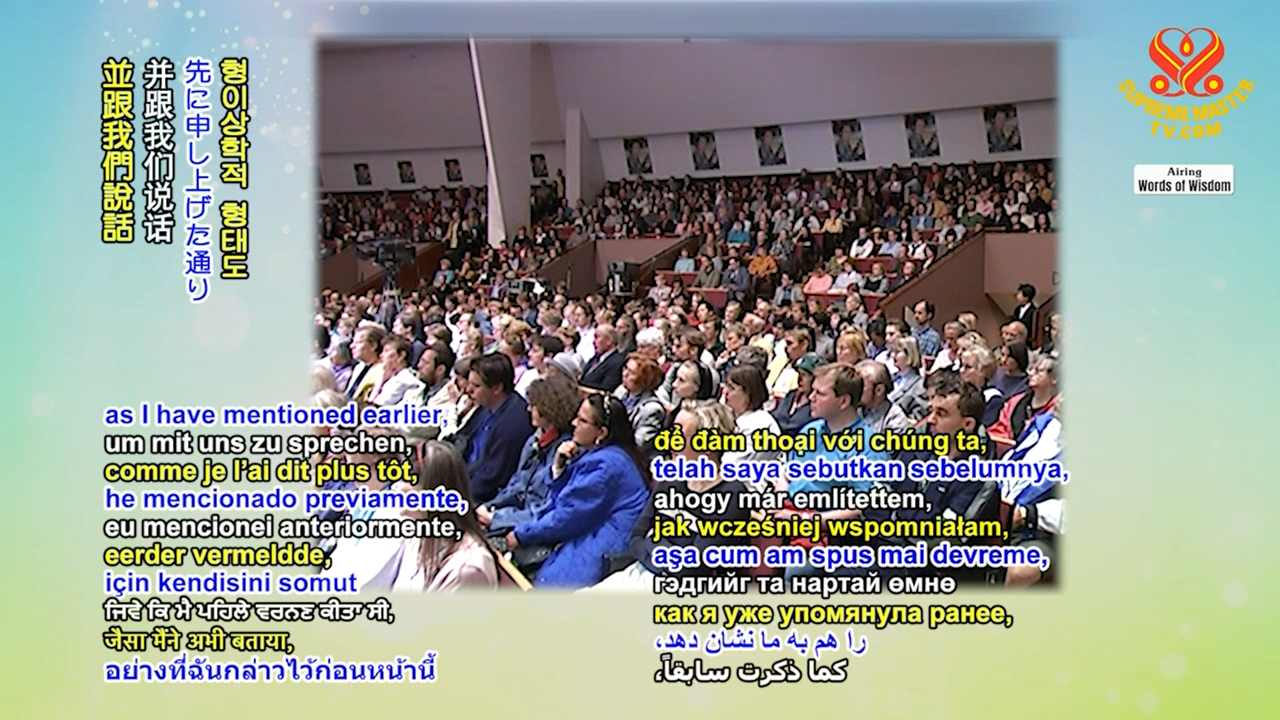 형이상학적 형태도
先に申し上げた通り
并跟我们说话
並跟我們說話
SUPREME MASTER
TV.COM
Airing
Words of Wisdom
as I have mentioned earlier,
um mit uns zu sprechen,
comme je l'ai dit plus tôt,
he mencionado previamente,
eu mencionei anteriormente,
eerder vermeldde,
için kendisini somut
ਜਿਵੇ ਕਿ ਮੈ ਪਹਿਲੇ ਵਰਨਣ ਕੀਤਾ ਸੀ,
जैसा मैंने अभी बताया,
อย่างที่ฉันกล่าวไว้ก่อนหน้านี้
để đàm thoại với chúng ta,
telah saya sebutkan sebelumnya,
ahogy már említettem,
jak wcześniej wspomniałam,
aşa cum am spus mai devreme,
гэдгийг та нартай өмнө
как я уже упомянула ранее,
را هم به ما نشان دهد،
كما ذكرت سابقاً،